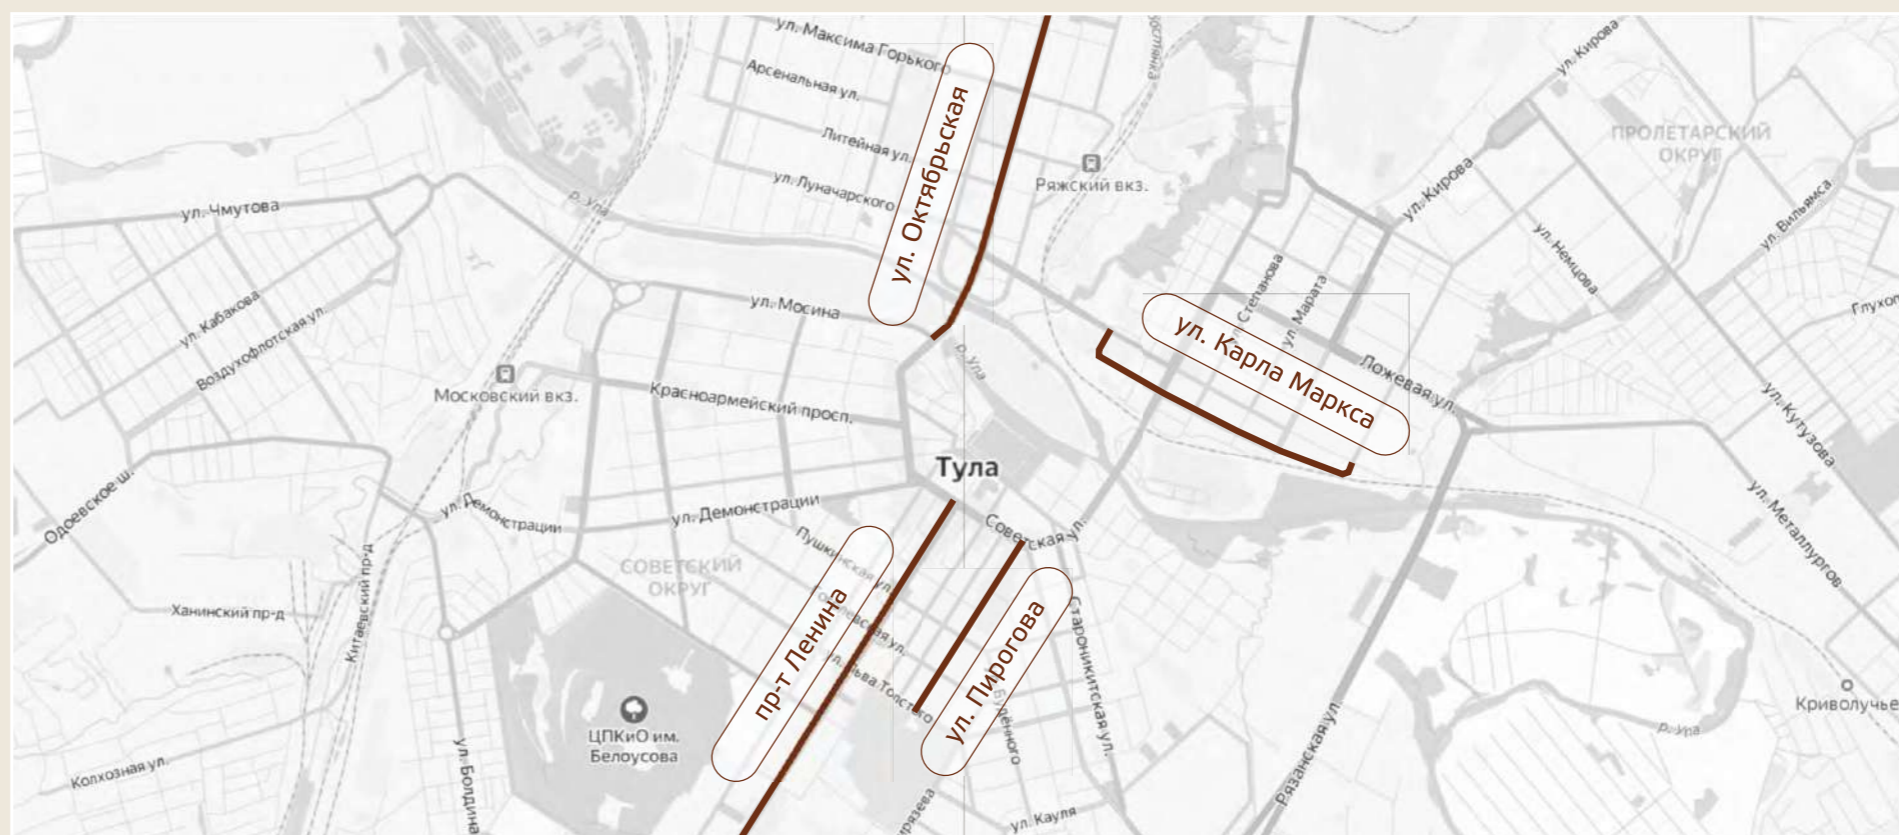 ул. Максима Горького
Арсенальная ул.
Литейная ул.
ул. Луначарского
ул. Октябрьская
Ряжский вкз.
ул. Кирова
ПРОЛЕТАРСКИЙ
ОКРУГ
ул. Кирова
ул. Вильямса
ул. Немцова
р. Упа
ул. Чмутова
ул. Кабакова
Воздухофлотская ул.
ул. Мосина
ул. Степанова
ул. Марата
ул. Карла Маркса
Ложевая ул.
ул. Кутузова
ул. Металлургов
р. Упа
Московский вкз.
Красноармейский просп.
Тула
Одоевское ш.
ул. Демонстрации
ул. Демонстрации
Советская ул.
Пушкинская ул.
СОВЕТСКИЙ
ОКРУГ
пр-т Ленина
ул. Пирогова
ул. Льва Толстого
Староникитская ул.
Ханинский пр-д
Китаевский пр-д
ЦПКиО им.
Белоусова
Колхозная ул.
ул. Болдина
Рязанская ул.
ул. Кауля
р. Упа
Криволучье